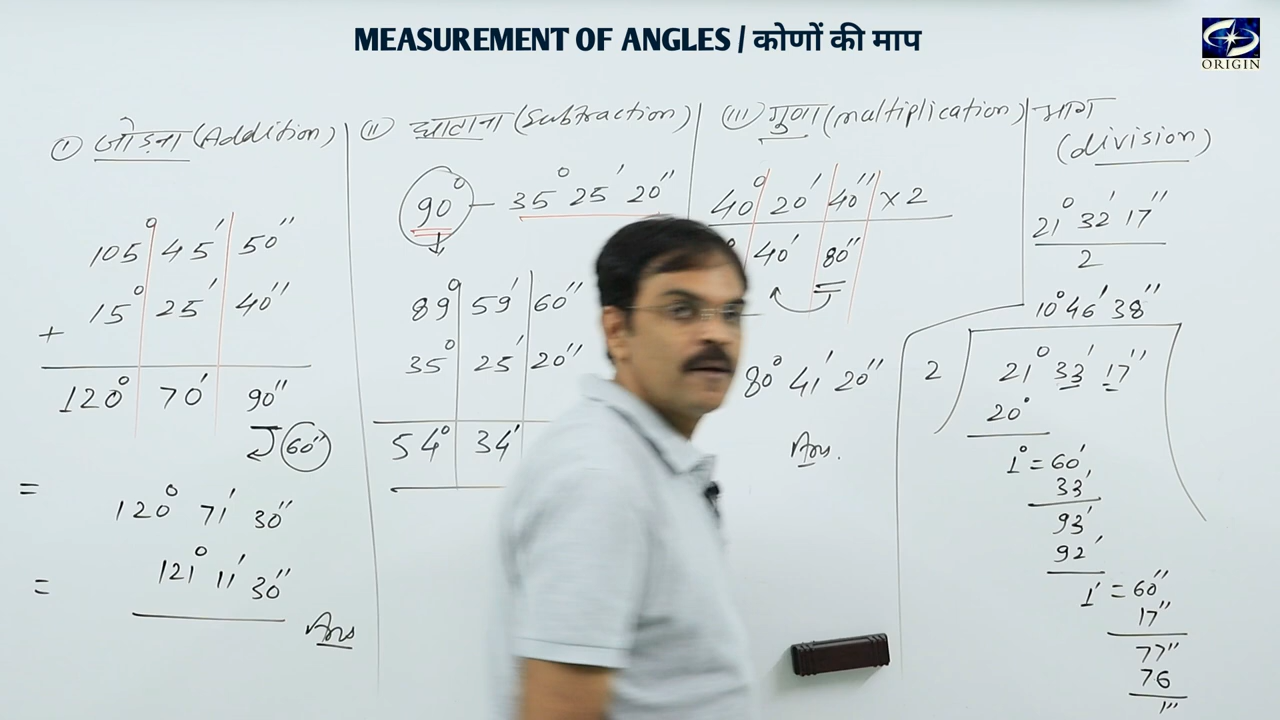 MEASUREMENT OF ANGLES / कोणों की माप
ORIGIN
① जोड़ना (Addition)
105° 45' 50"
+ 15° 25' 40"
120° 70' 90"
60"
= 120° 71' 30"
= 121° 11' 30"
Ans
II घटाना (Subtraction)
90° - 35° 25' 20"
89° 59' 60"
35° 25' 20"
54° 34'
III गुणा (multiplication)
40° 20' 40" × 2
40' 80"
80° 41' 20"
Ans.
भाग
(division)
21° 32' 17"
2
10° 46' 38"
2 21° 33' 17"
20°
1° = 60'
33'
93'
92'
1' = 60"
17"
77"
76
1"